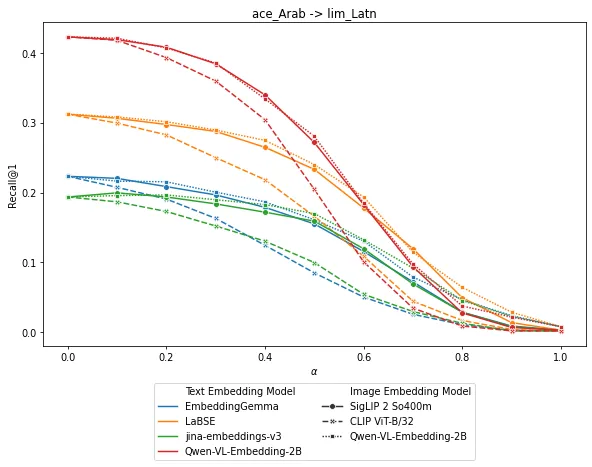 ace_Arab -> lim_Latn
Recall@1
0.4
0.3
0.2
0.1
0.0
0.0 0.2 0.4 0.6 0.8 1.0
α
Text Embedding Model
EmbeddingGemma
LaBSE
jina-embeddings-v3
Qwen-VL-Embedding-2B
Image Embedding Model
SigLIP 2 So400m
CLIP ViT-B/32
Qwen-VL-Embedding-2B